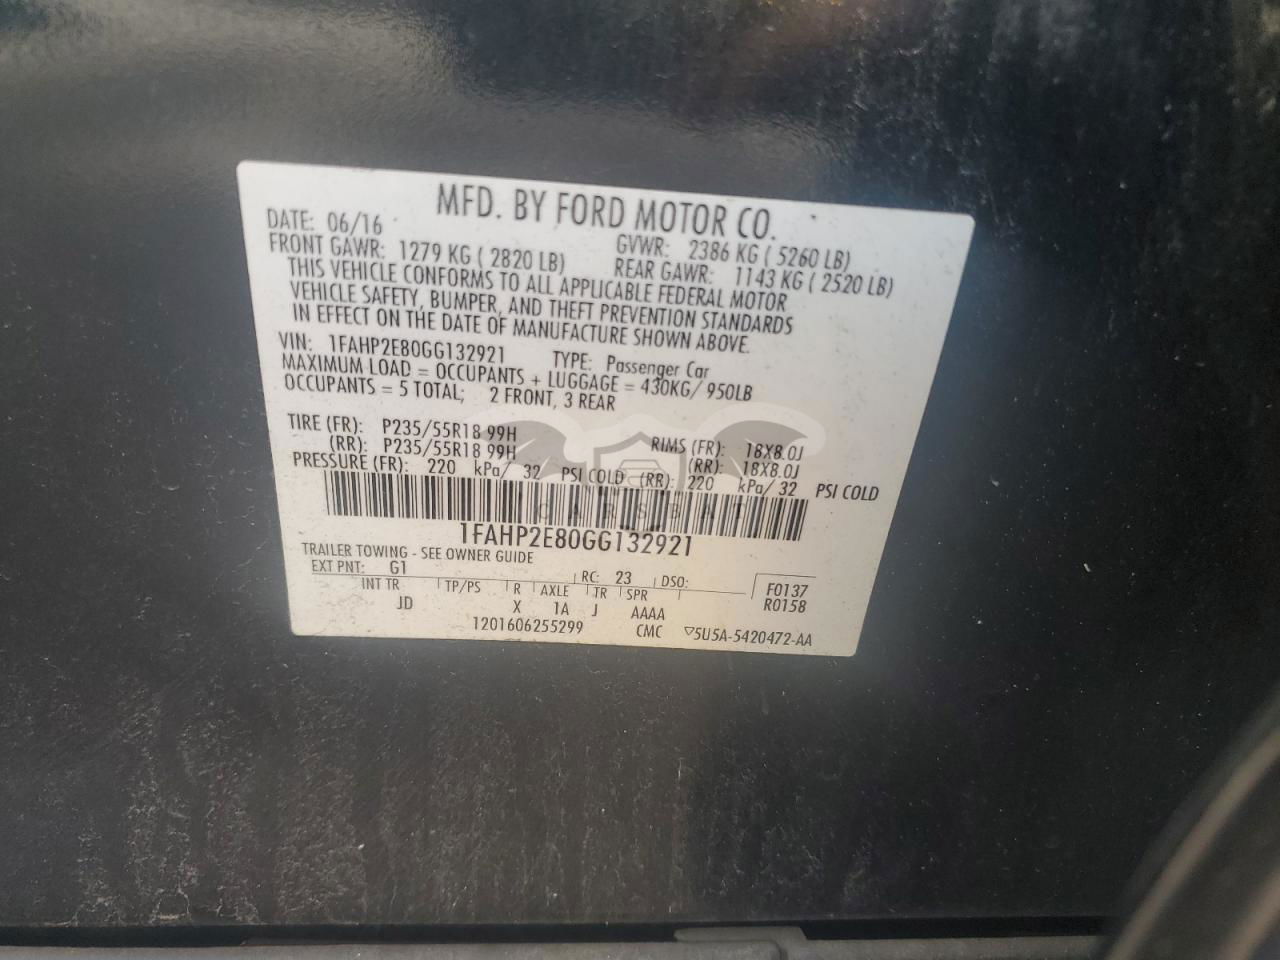 MFD. BY FORD MOTOR CO.
DATE: 06/16 GVWR: 2386 KG ( 5260 LB)
FRONT GAWR: 1279 KG ( 2820 LB) REAR GAWR: 1143 KG ( 2520 LB)
THIS VEHICLE CONFORMS TO ALL APPLICABLE FEDERAL MOTOR
VEHICLE SAFETY, BUMPER, AND THEFT PREVENTION STANDARDS
IN EFFECT ON THE DATE OF MANUFACTURE SHOWN ABOVE.
VIN: 1FAHP2E80GG132921 TYPE: Passenger Car
MAXIMUM LOAD = OCCUPANTS + LUGGAGE = 430KG/ 950LB
OCCUPANTS = 5 TOTAL; 2 FRONT, 3 REAR
TIRE (FR): P235/55R18 99H RIMS (FR): 18X8.0J
(RR): P235/55R18 99H (RR): 18X8.0J
PRESSURE (FR): 220 kPa/ 32 PSI COLD (RR): 220 kPa/ 32 PSI COLD
CARSBAT
1FAHP2E80GG132921
TRAILER TOWING - SEE OWNER GUIDE
EXT PNT: G1 RC: 23 DSO: F0137
INT TR TP/PS R AXLE TR SPR R0158
JD X 1A J AAAA
1201606255299 CMC ▽5U5A-5420472-AA